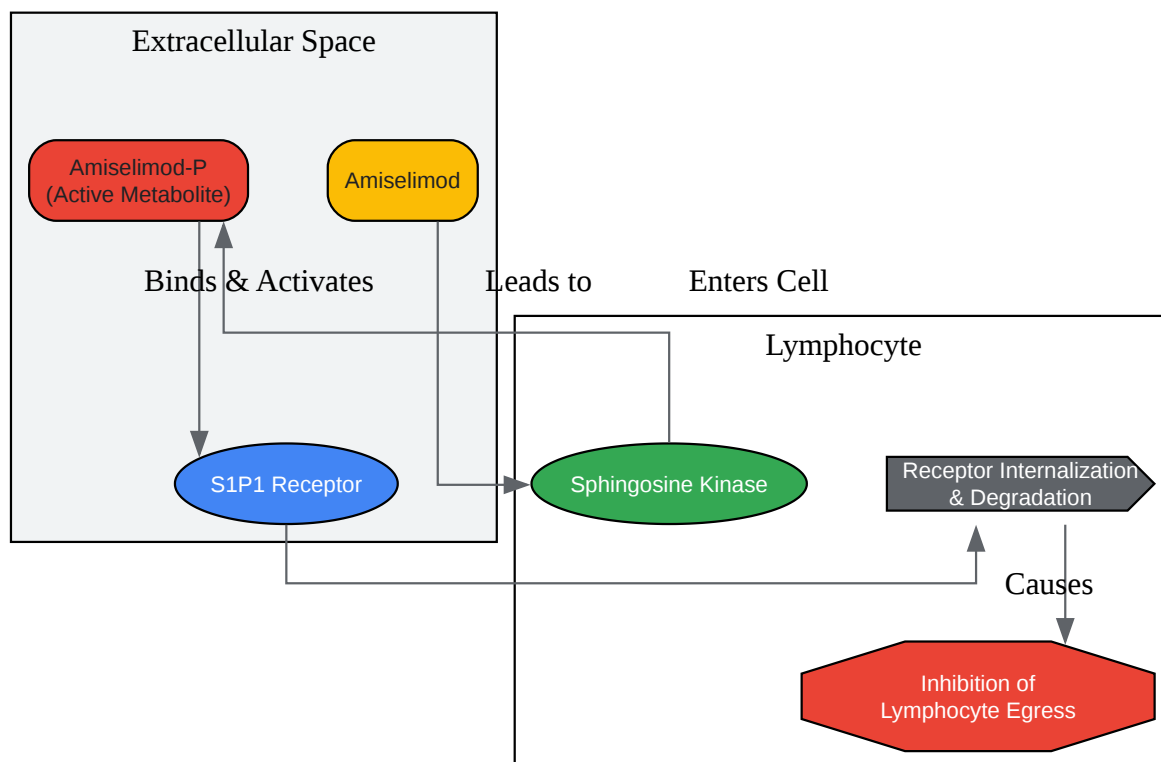 Extracellular Space
Amiselimod-P
(Active Metabolite)
Amiselimod
Binds & Activates
Leads to
Enters Cell
Lymphocyte
S1P1 Receptor
Sphingosine Kinase
Receptor Internalization
& Degradation
Causes
Inhibition of
Lymphocyte Egress